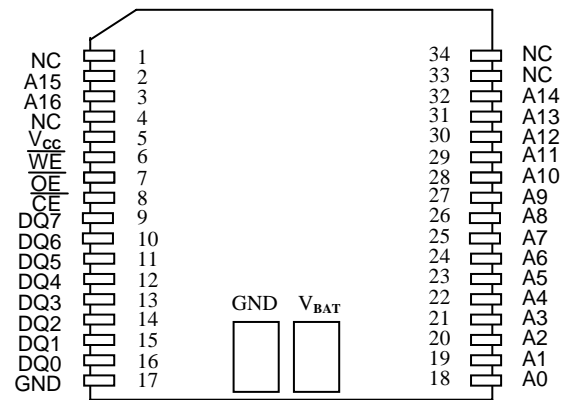 NC 1 34 NC
A15 2 33 NC
A16 3 32 A14
NC 4 31 A13
VCC 5 30 A12
WE 6 29 A11
OE 7 28 A10
CE 8 27 A9
DQ7 9 26 A8
DQ6 10 25 A7
DQ5 11 24 A6
DQ4 12 23 A5
DQ3 13 22 A4
GND VBAT
DQ2 14 21 A3
DQ1 15 20 A2
DQ0 16 19 A1
GND 17 18 A0